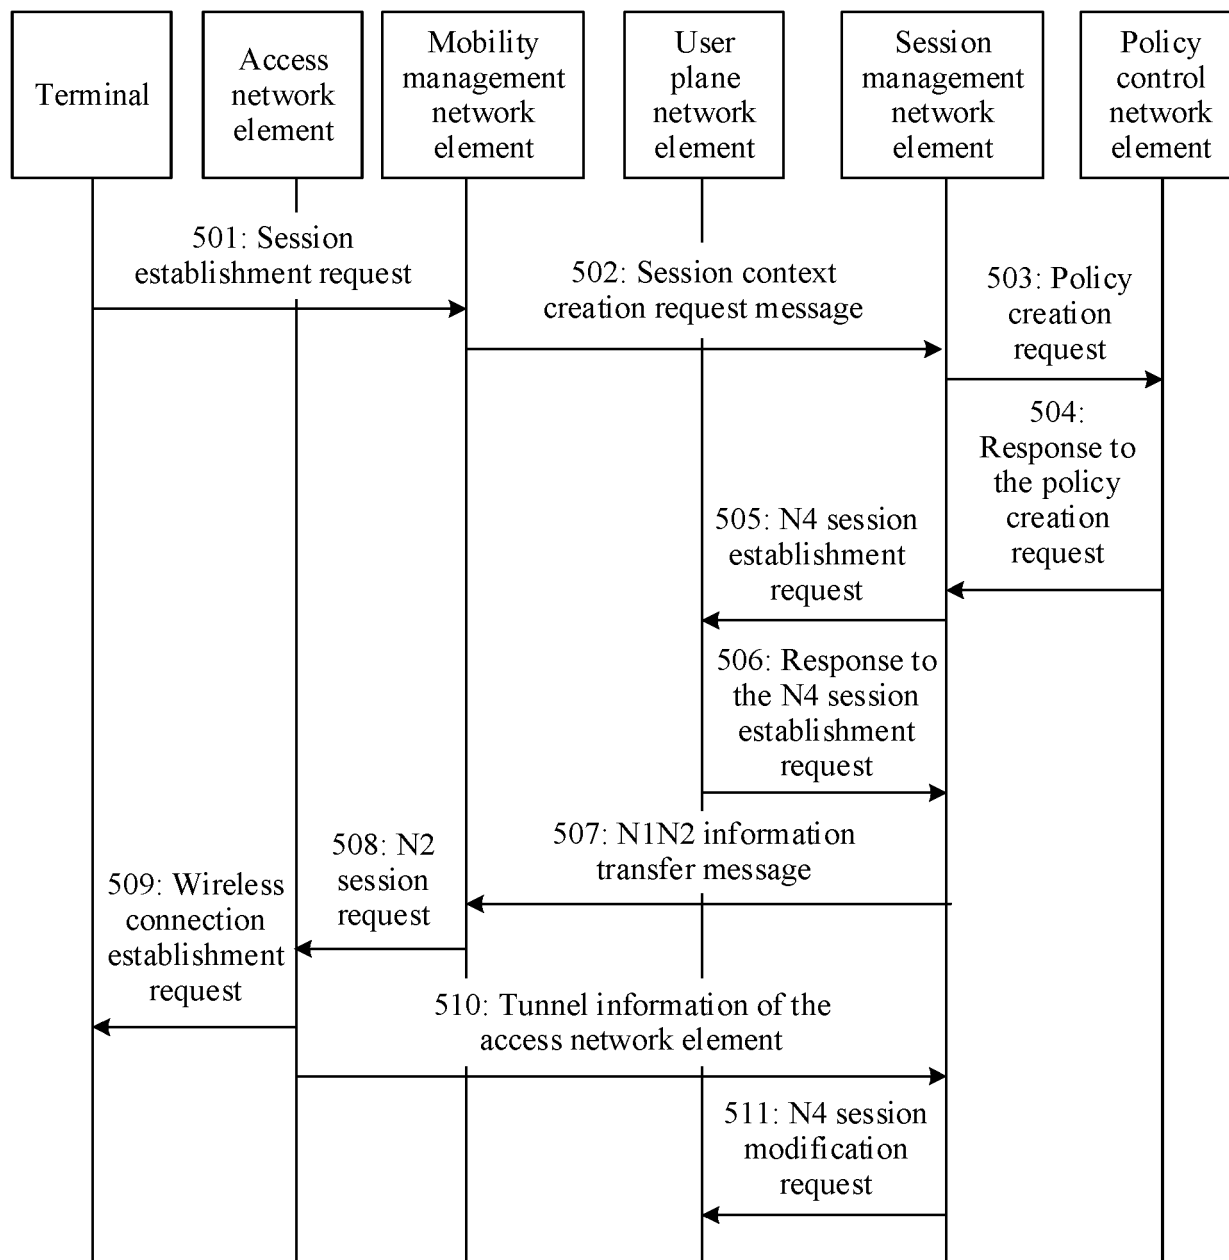 Terminal
Access
network
element
Mobility
management
network
element
User
plane
network
element
Session
management
network
element
Policy
control
network
element
501: Session
establishment request
502: Session context
creation request message
503: Policy
creation
request
504:
Response to
the policy
creation
request
505: N4 session
establishment
request
506: Response to
the N4 session
establishment
request
507: N1N2 information
transfer message
508: N2
session
request
509: Wireless
connection
establishment
request
510: Tunnel information of the
access network element
511: N4 session
modification
request